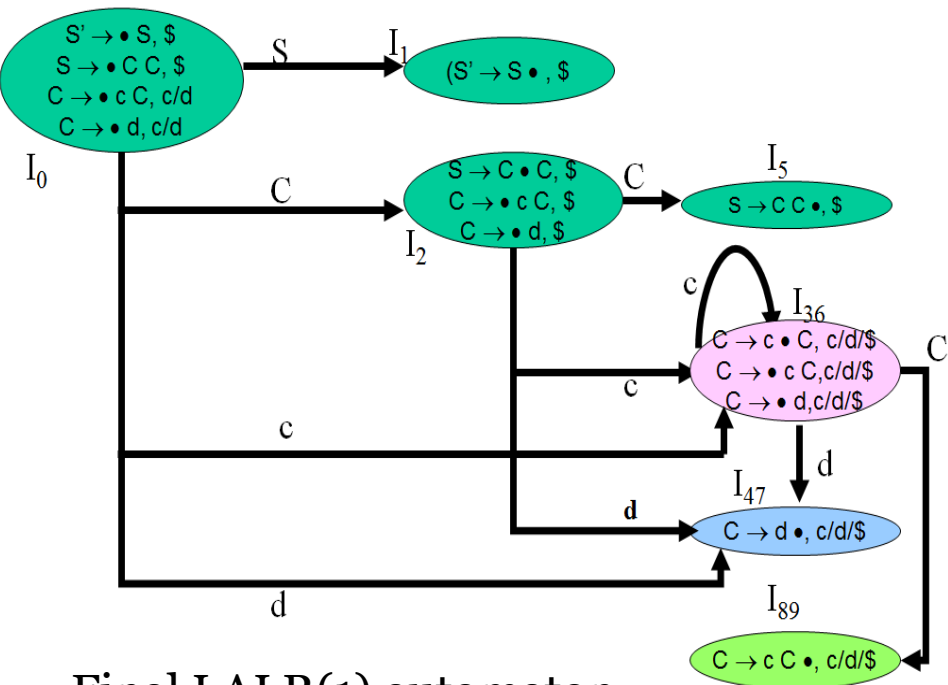 S' → • S, $
S → • C C, $
C → • c C, c/d
C → • d, c/d
I₀
S
I₁
(S' → S • , $
C
S → C • C, $
C → • c C, $
C → • d, $
I₂
C
I₅
S → C C •, $
c
I₃₆
C → c • C, c/d/$
C → • c C,c/d/$
C → • d,c/d/$
C
c
c
d
I₄₇
d
C → d •, c/d/$
d
I₈₉
C → c C •, c/d/$
Final LALR(1) automaton